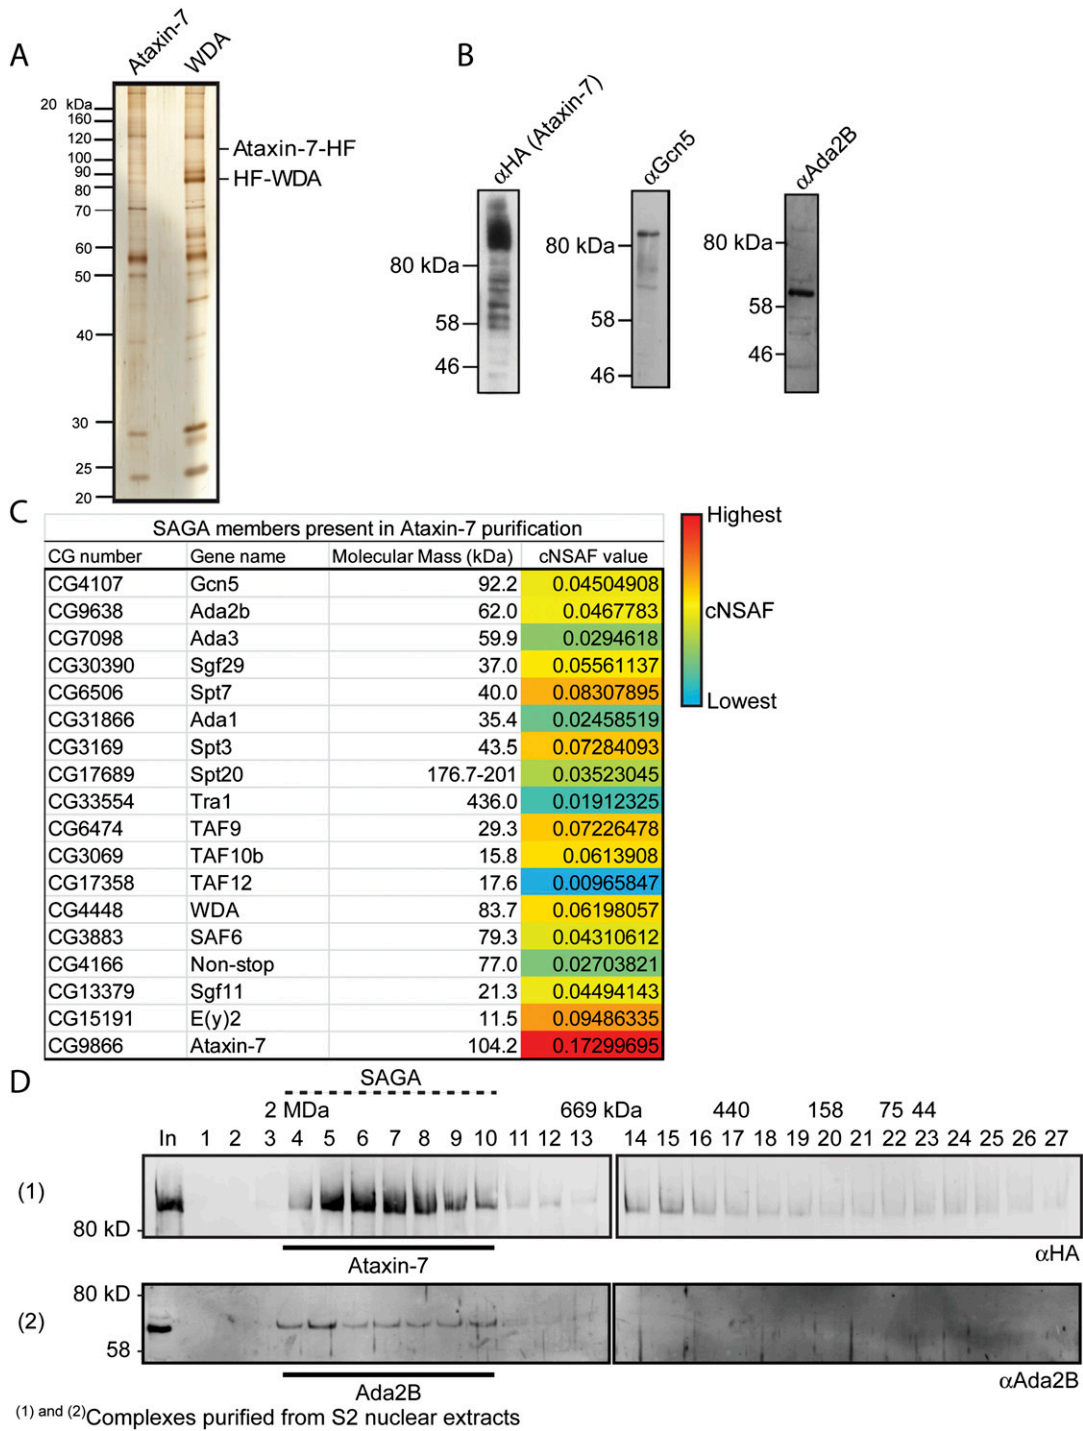 A
Ataxin-7
WDA
20 kDa
160
120
100
90
80
70
60
50
40
30
25
20
Ataxin-7-HF
HF-WDA
B
αHA (Ataxin-7)
80 kDa
58
46
αGcn5
80 kDa
58
46
αAda2B
80 kDa
58
46
C
SAGA members present in Ataxin-7 purification
CG number Gene name Molecular Mass (kDa) cNSAF value
CG4107 Gcn5 92.2 0.04504908
CG9638 Ada2b 62.0 0.0467783
CG7098 Ada3 59.9 0.0294618
CG30390 Sgf29 37.0 0.05561137
CG6506 Spt7 40.0 0.08307895
CG31866 Ada1 35.4 0.02458519
CG3169 Spt3 43.5 0.07284093
CG17689 Spt20 176.7-201 0.03523045
CG33554 Tra1 436.0 0.01912325
CG6474 TAF9 29.3 0.07226478
CG3069 TAF10b 15.8 0.0613908
CG17358 TAF12 17.6 0.00965847
CG4448 WDA 83.7 0.06198057
CG3883 SAF6 79.3 0.04310612
CG4166 Non-stop 77.0 0.02703821
CG13379 Sgf11 21.3 0.04494143
CG15191 E(y)2 11.5 0.09486335
CG9866 Ataxin-7 104.2 0.17299695
Highest
cNSAF
Lowest
D
SAGA
2 MDa 669 kDa 440 158 75 44
In 1 2 3 4 5 6 7 8 9 10 11 12 13 14 15 16 17 18 19 20 21 22 23 24 25 26 27
(1)
80 kD
Ataxin-7
αHA
80 kD
(2)
58
Ada2B
αAda2B
(1) and (2)Complexes purified from S2 nuclear extracts